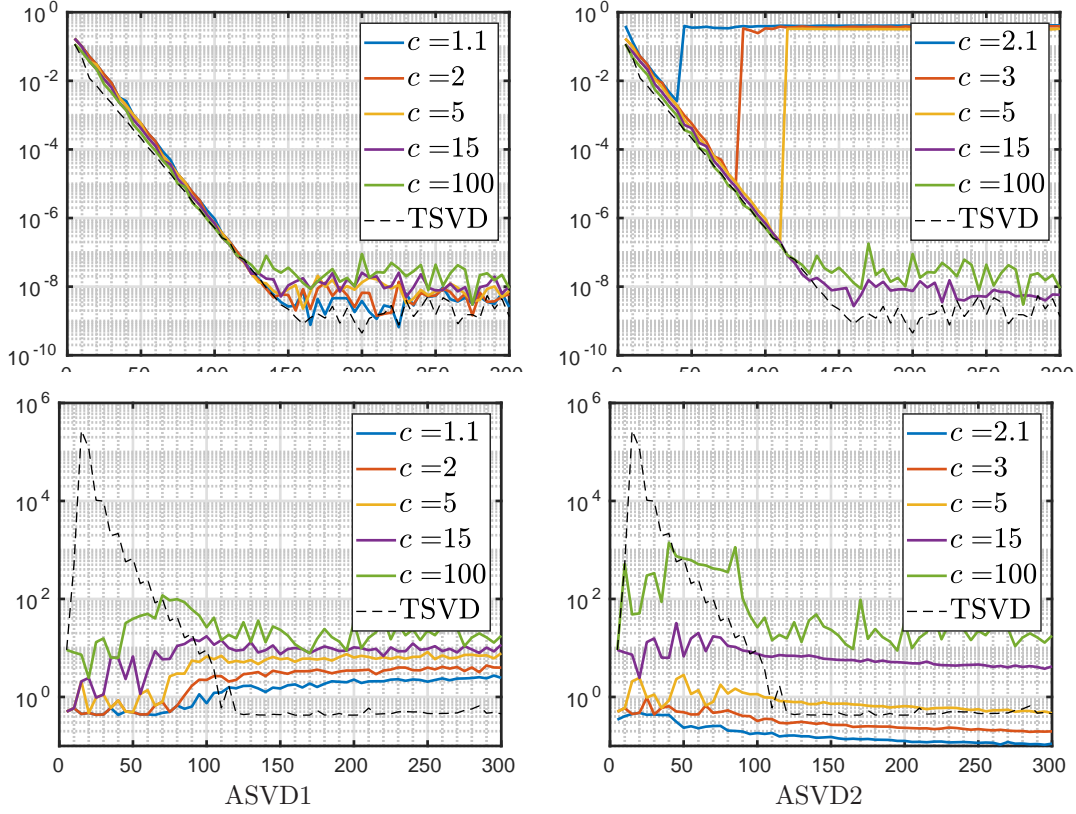 10^0
10^-2
10^-4
10^-6
10^-8
10^-10
0 50 100 150 200 250 300
c =1.1
c =2
c =5
c =15
c =100
TSVD
10^0
10^-2
10^-4
10^-6
10^-8
10^-10
0 50 100 150 200 250 300
c =2.1
c =3
c =5
c =15
c =100
TSVD
10^6
10^4
10^2
10^0
0 50 100 150 200 250 300
c =1.1
c =2
c =5
c =15
c =100
TSVD
ASVD1
10^6
10^4
10^2
10^0
0 50 100 150 200 250 300
c =2.1
c =3
c =5
c =15
c =100
TSVD
ASVD2